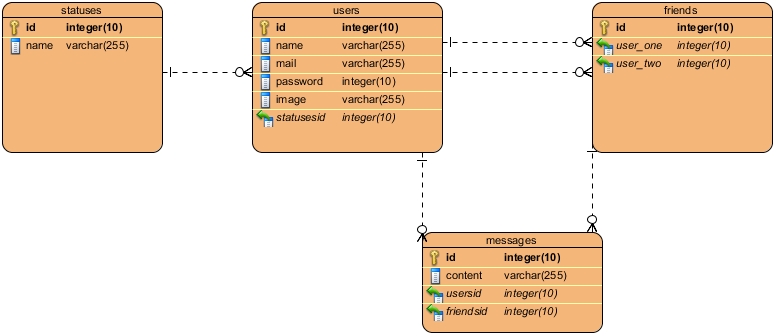 statuses
id integer(10)
name varchar(255)
users
id integer(10)
name varchar(255)
mail varchar(255)
password integer(10)
image varchar(255)
statusesid integer(10)
friends
id integer(10)
user_one integer(10)
user_two integer(10)
messages
id integer(10)
content varchar(255)
usersid integer(10)
friendsid integer(10)